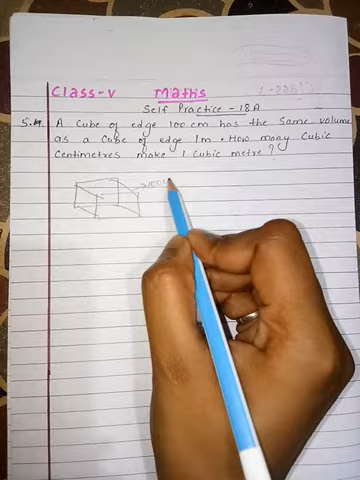 Class-V Maths
Self Practice - 18A
A Cube of edge 100 cm has the Same Volume
as a Cube of edge 1m. How many Cubic
Centimetres make 1 Cubic metre?